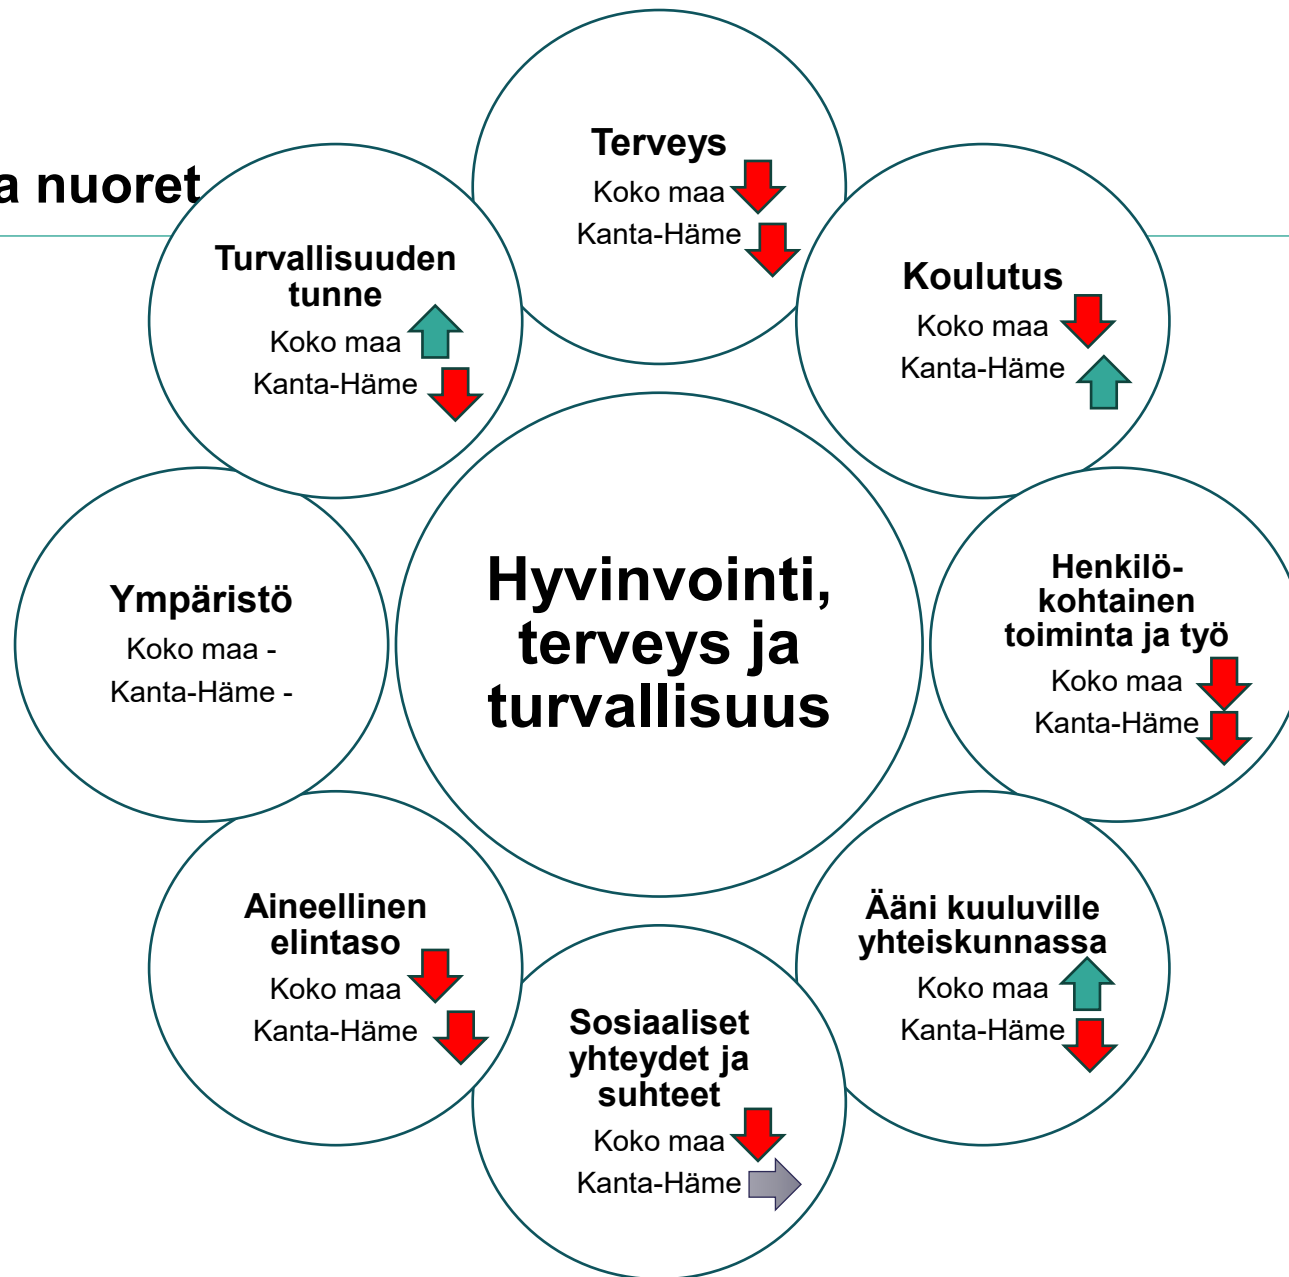 a nuoret
Terveys
Koko maa
Kanta-Häme
Koulutus
Koko maa
Kanta-Häme
Henkilö-
kohtainen
toiminta ja työ
Koko maa
Kanta-Häme
Ääni kuuluville
yhteiskunnassa
Koko maa
Kanta-Häme
Sosiaaliset
yhteydet ja
suhteet
Koko maa
Kanta-Häme
Aineellinen
elintaso
Koko maa
Kanta-Häme
Ympäristö
Koko maa -
Kanta-Häme -
Turvallisuuden
tunne
Koko maa
Kanta-Häme
Hyvinvointi,
terveys ja
turvallisuus